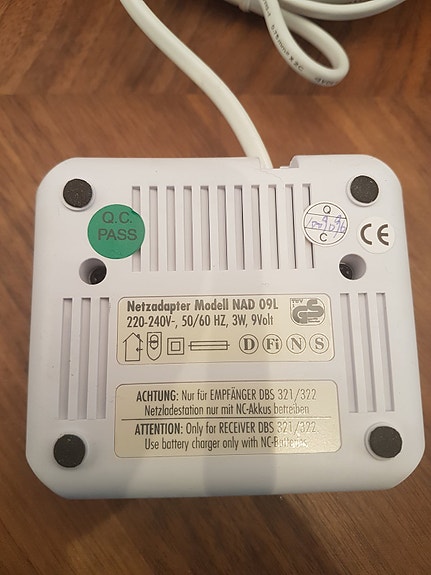 Q.C.
PASS
Q
C
CE
Netzadapter Modell NAD 09L
220-240V~, 50/60 HZ, 3W, 9Volt
TÜV
GS
D Fi N S
ACHTUNG: Nur für EMPFÄNGER DBS 321/322
Netzladestation nur mit NC-Akkus betreiben
ATTENTION: Only for RECEIVER DBS 321/322
Use battery charger only with NC-Batteries